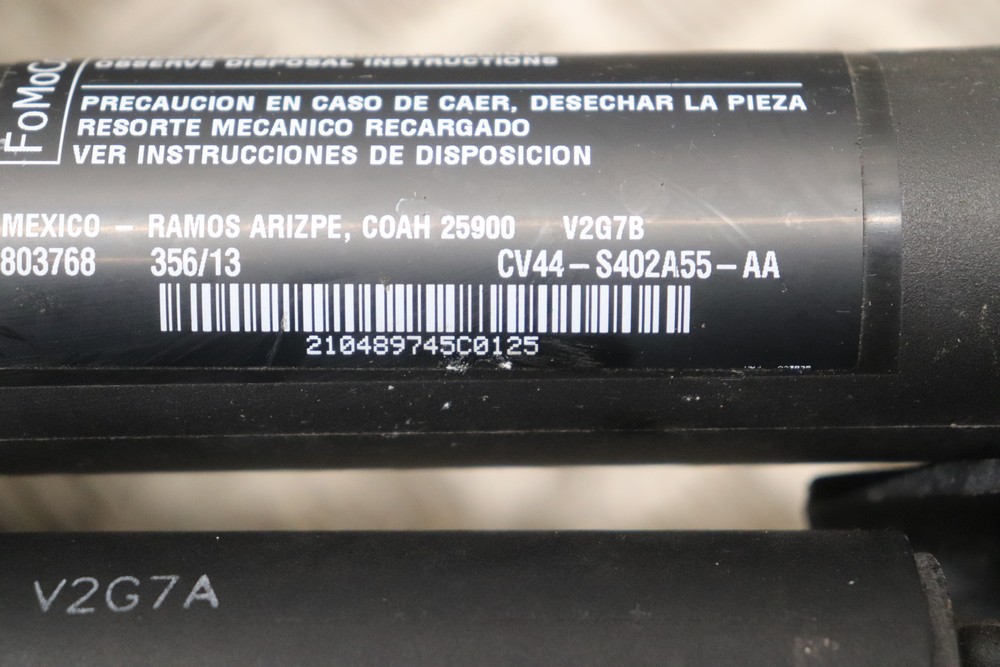 OBSERVE DISPOSAL INSTRUCTIONS
FoMoC
PRECAUCION EN CASO DE CAER, DESECHAR LA PIEZA
RESORTE MECANICO RECARGADO
VER INSTRUCCIONES DE DISPOSICION
MEXICO – RAMOS ARIZPE, COAH 25900 V2G7B
803768 356/13 CV44–S402A55–AA
210489745C0125
V2G7A